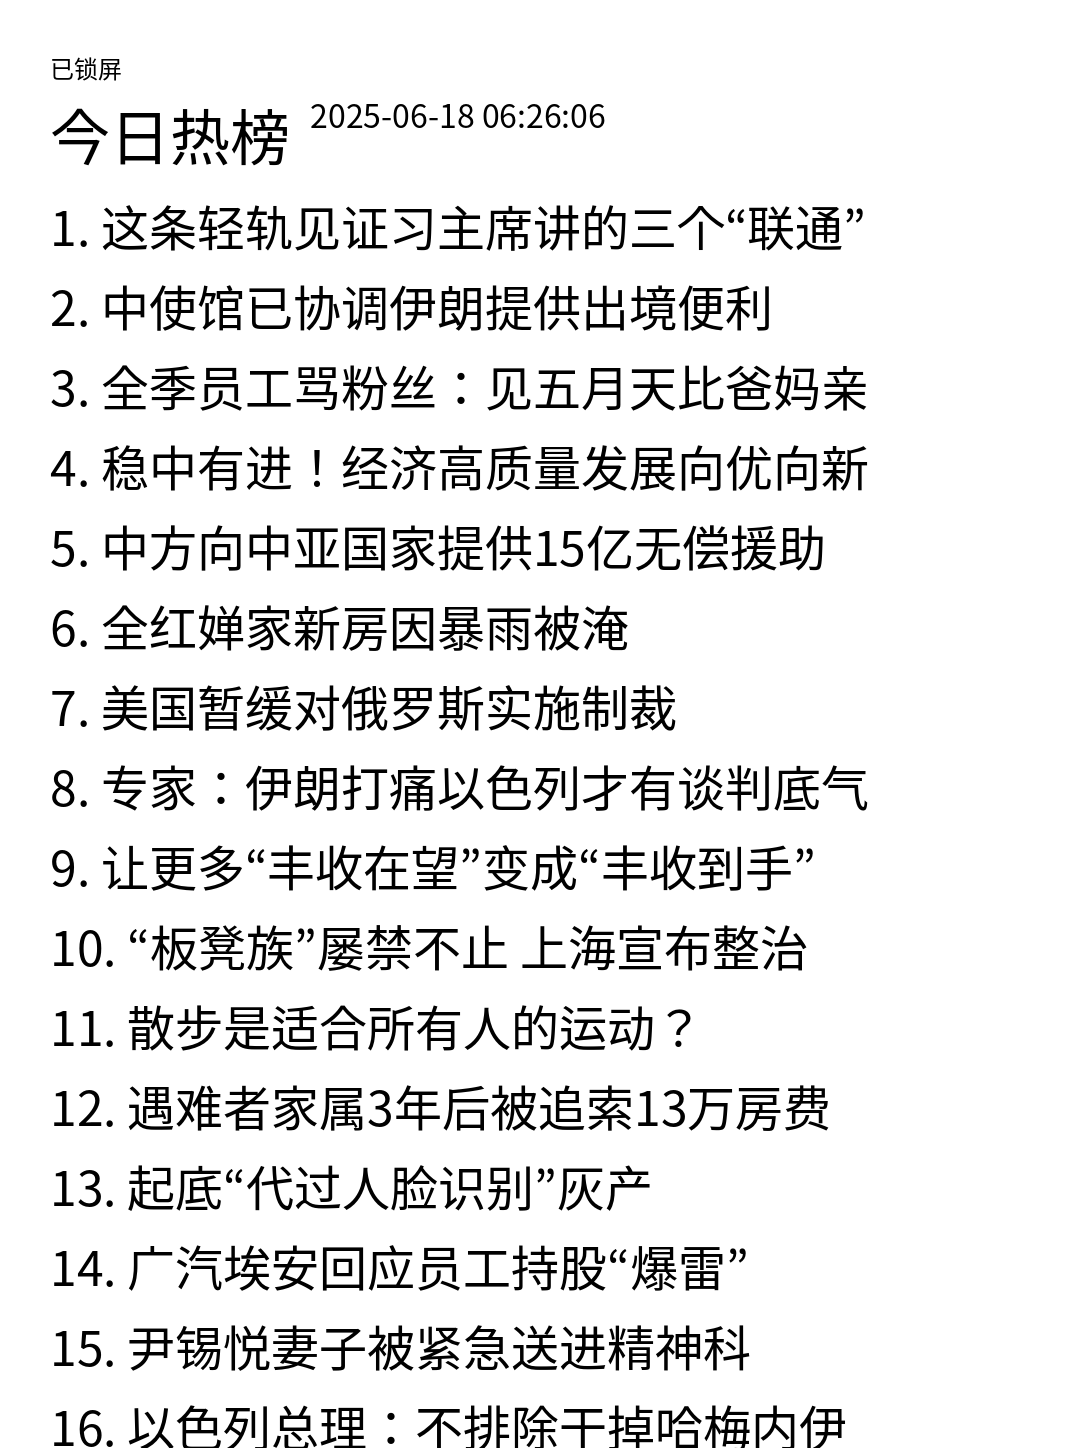 已锁屏
今日热榜 2025-06-18 06:26:06
1. 这条轻轨见证习主席讲的三个“联通”
2. 中使馆已协调伊朗提供出境便利
3. 全季员工骂粉丝：见五月天比爸妈亲
4. 稳中有进！经济高质量发展向优向新
5. 中方向中亚国家提供15亿无偿援助
6. 全红婵家新房因暴雨被淹
7. 美国暂缓对俄罗斯实施制裁
8. 专家：伊朗打痛以色列才有谈判底气
9. 让更多“丰收在望”变成“丰收到手”
10. “板凳族”屡禁不止 上海宣布整治
11. 散步是适合所有人的运动？
12. 遇难者家属3年后被追索13万房费
13. 起底“代过人脸识别”灰产
14. 广汽埃安回应员工持股“爆雷”
15. 尹锡悦妻子被紧急送进精神科
16. 以色列总理：不排除干掉哈梅内伊